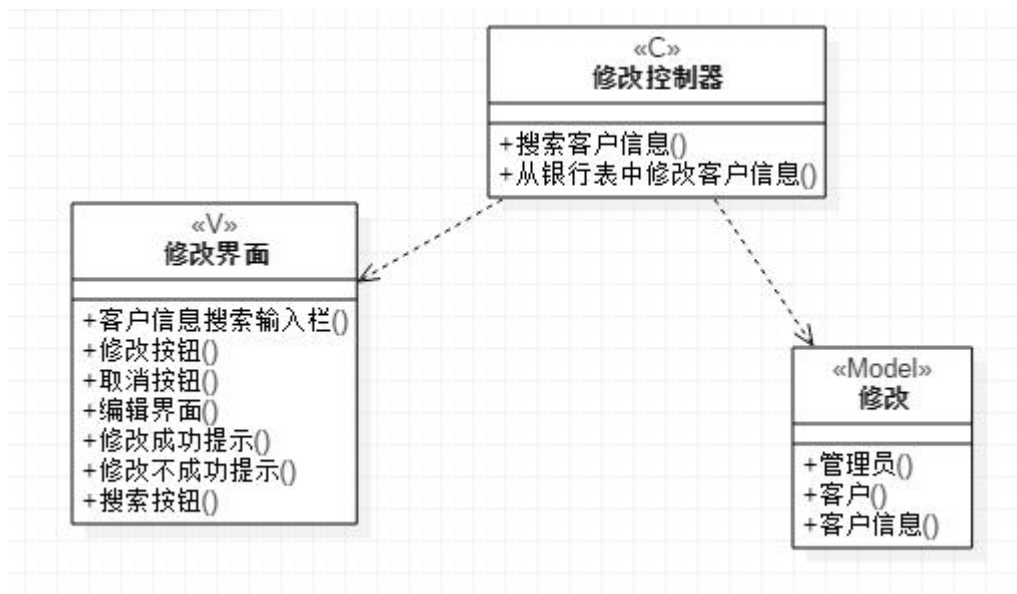 «C»
修改控制器
+搜索客户信息()
+从银行表中修改客户信息()
«V»
修改界面
+客户信息搜索输入栏()
+修改按钮()
+取消按钮()
+编辑界面()
+修改成功提示()
+修改不成功提示()
+搜索按钮()
«Model»
修改
+管理员()
+客户()
+客户信息()